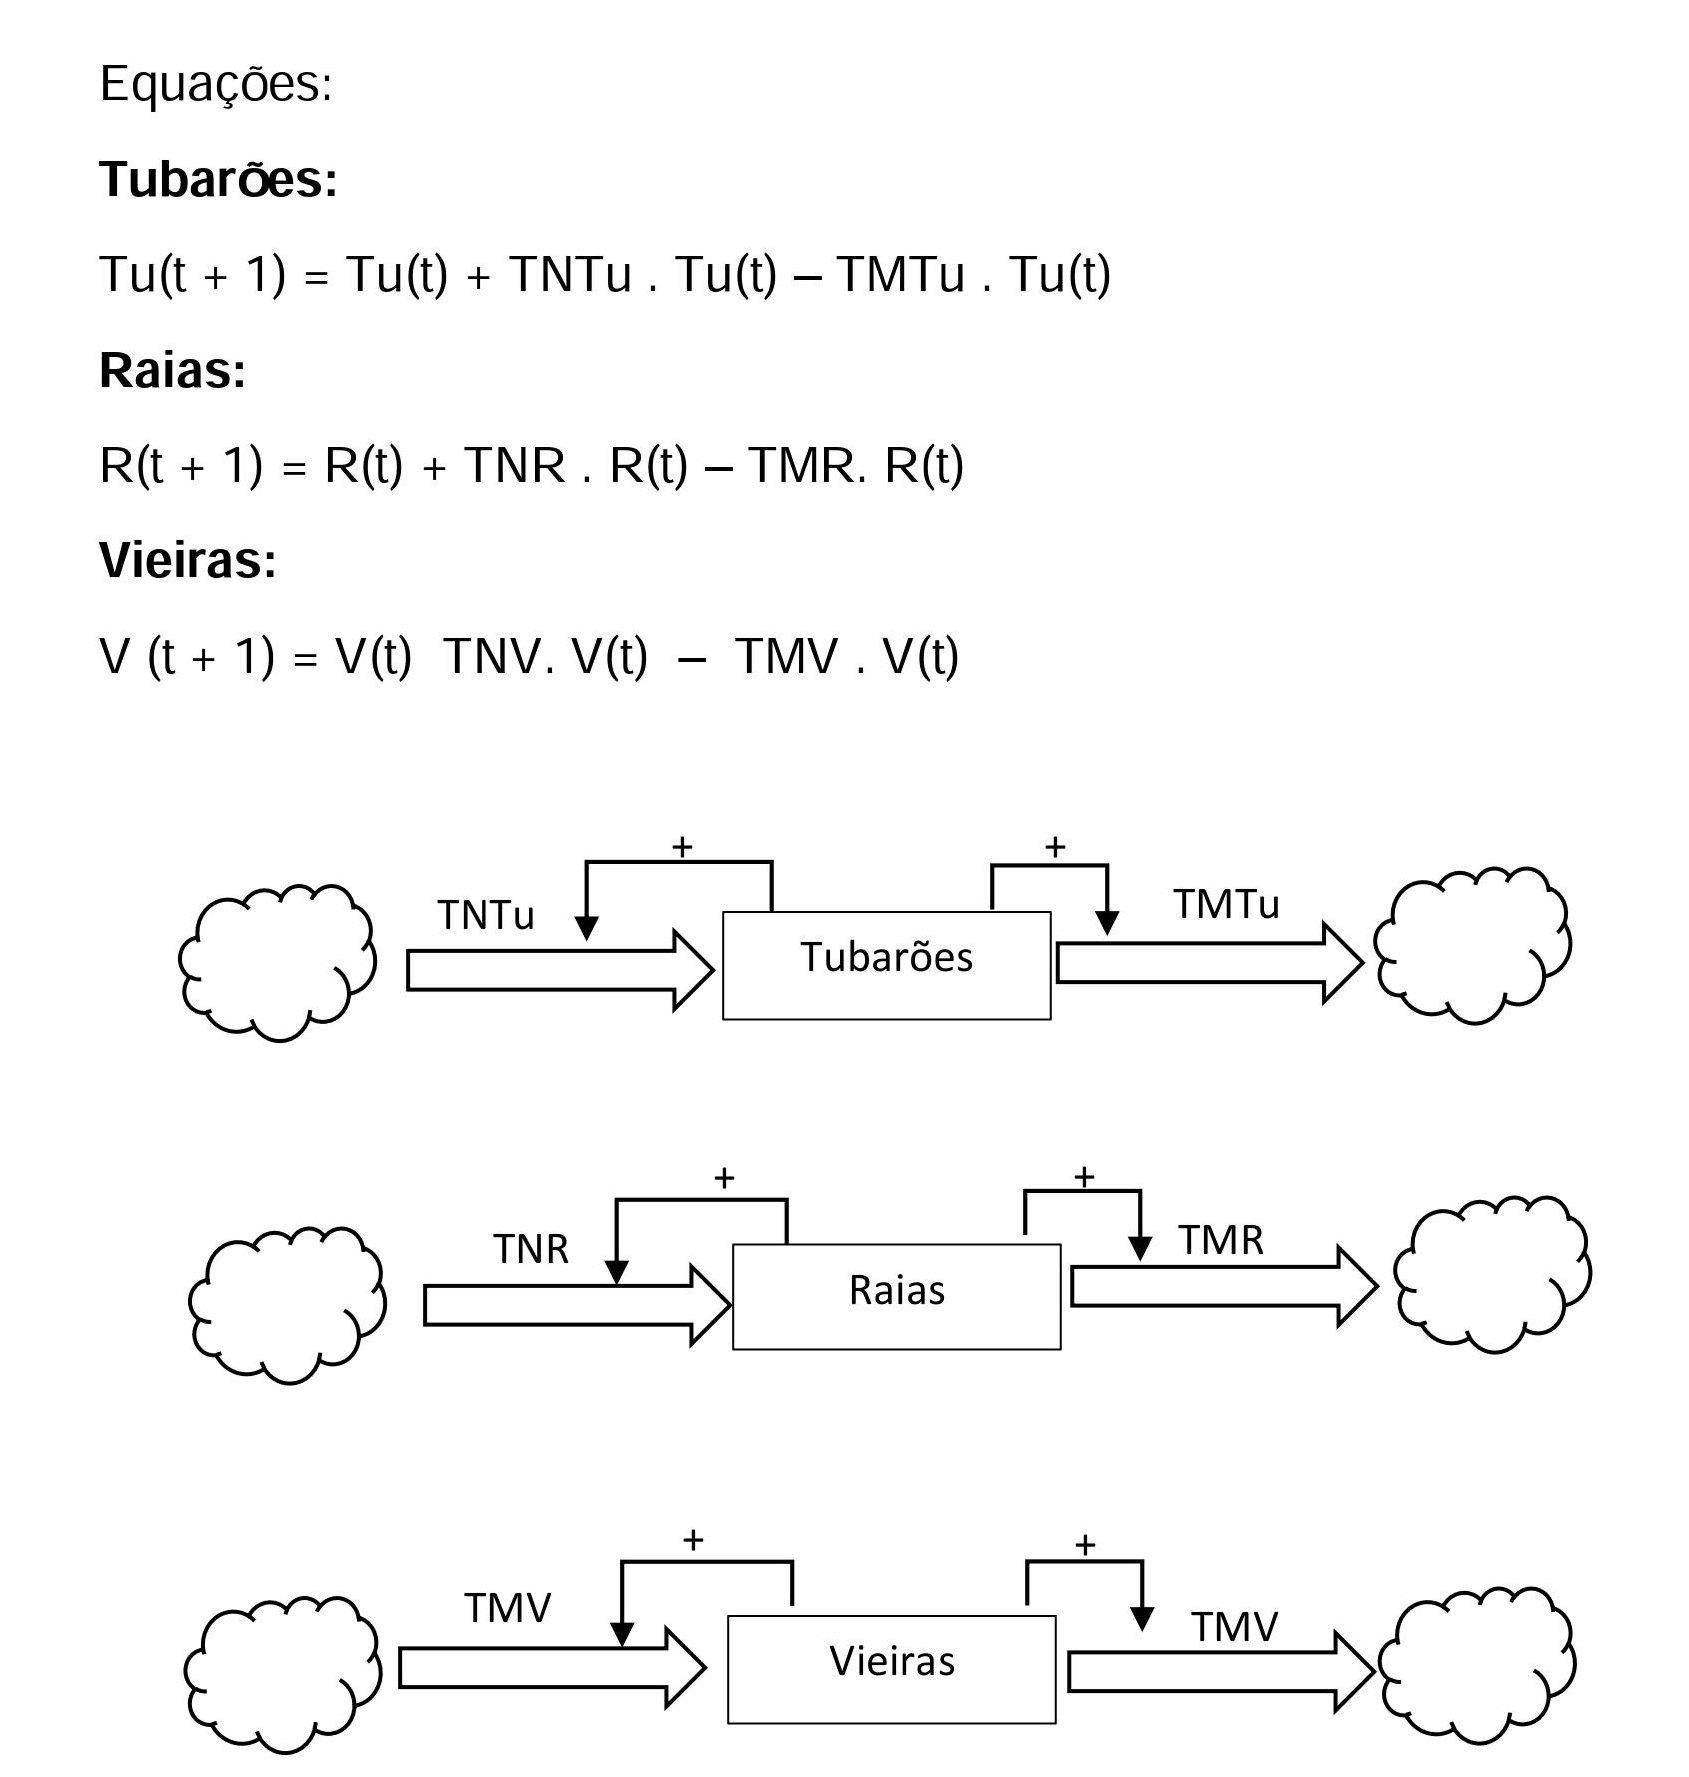 Equações:
Tubarões:
Tu(t + 1) = Tu(t) + TNTu . Tu(t) – TMTu . Tu(t)
Raias:
R(t + 1) = R(t) + TNR . R(t) – TMR. R(t)
Vieiras:
V (t + 1) = V(t) TNV. V(t) – TMV . V(t)
+ +
TNTu TMTu
Tubarões
+ +
TNR TMR
Raias
+ +
TMV TMV
Vieiras